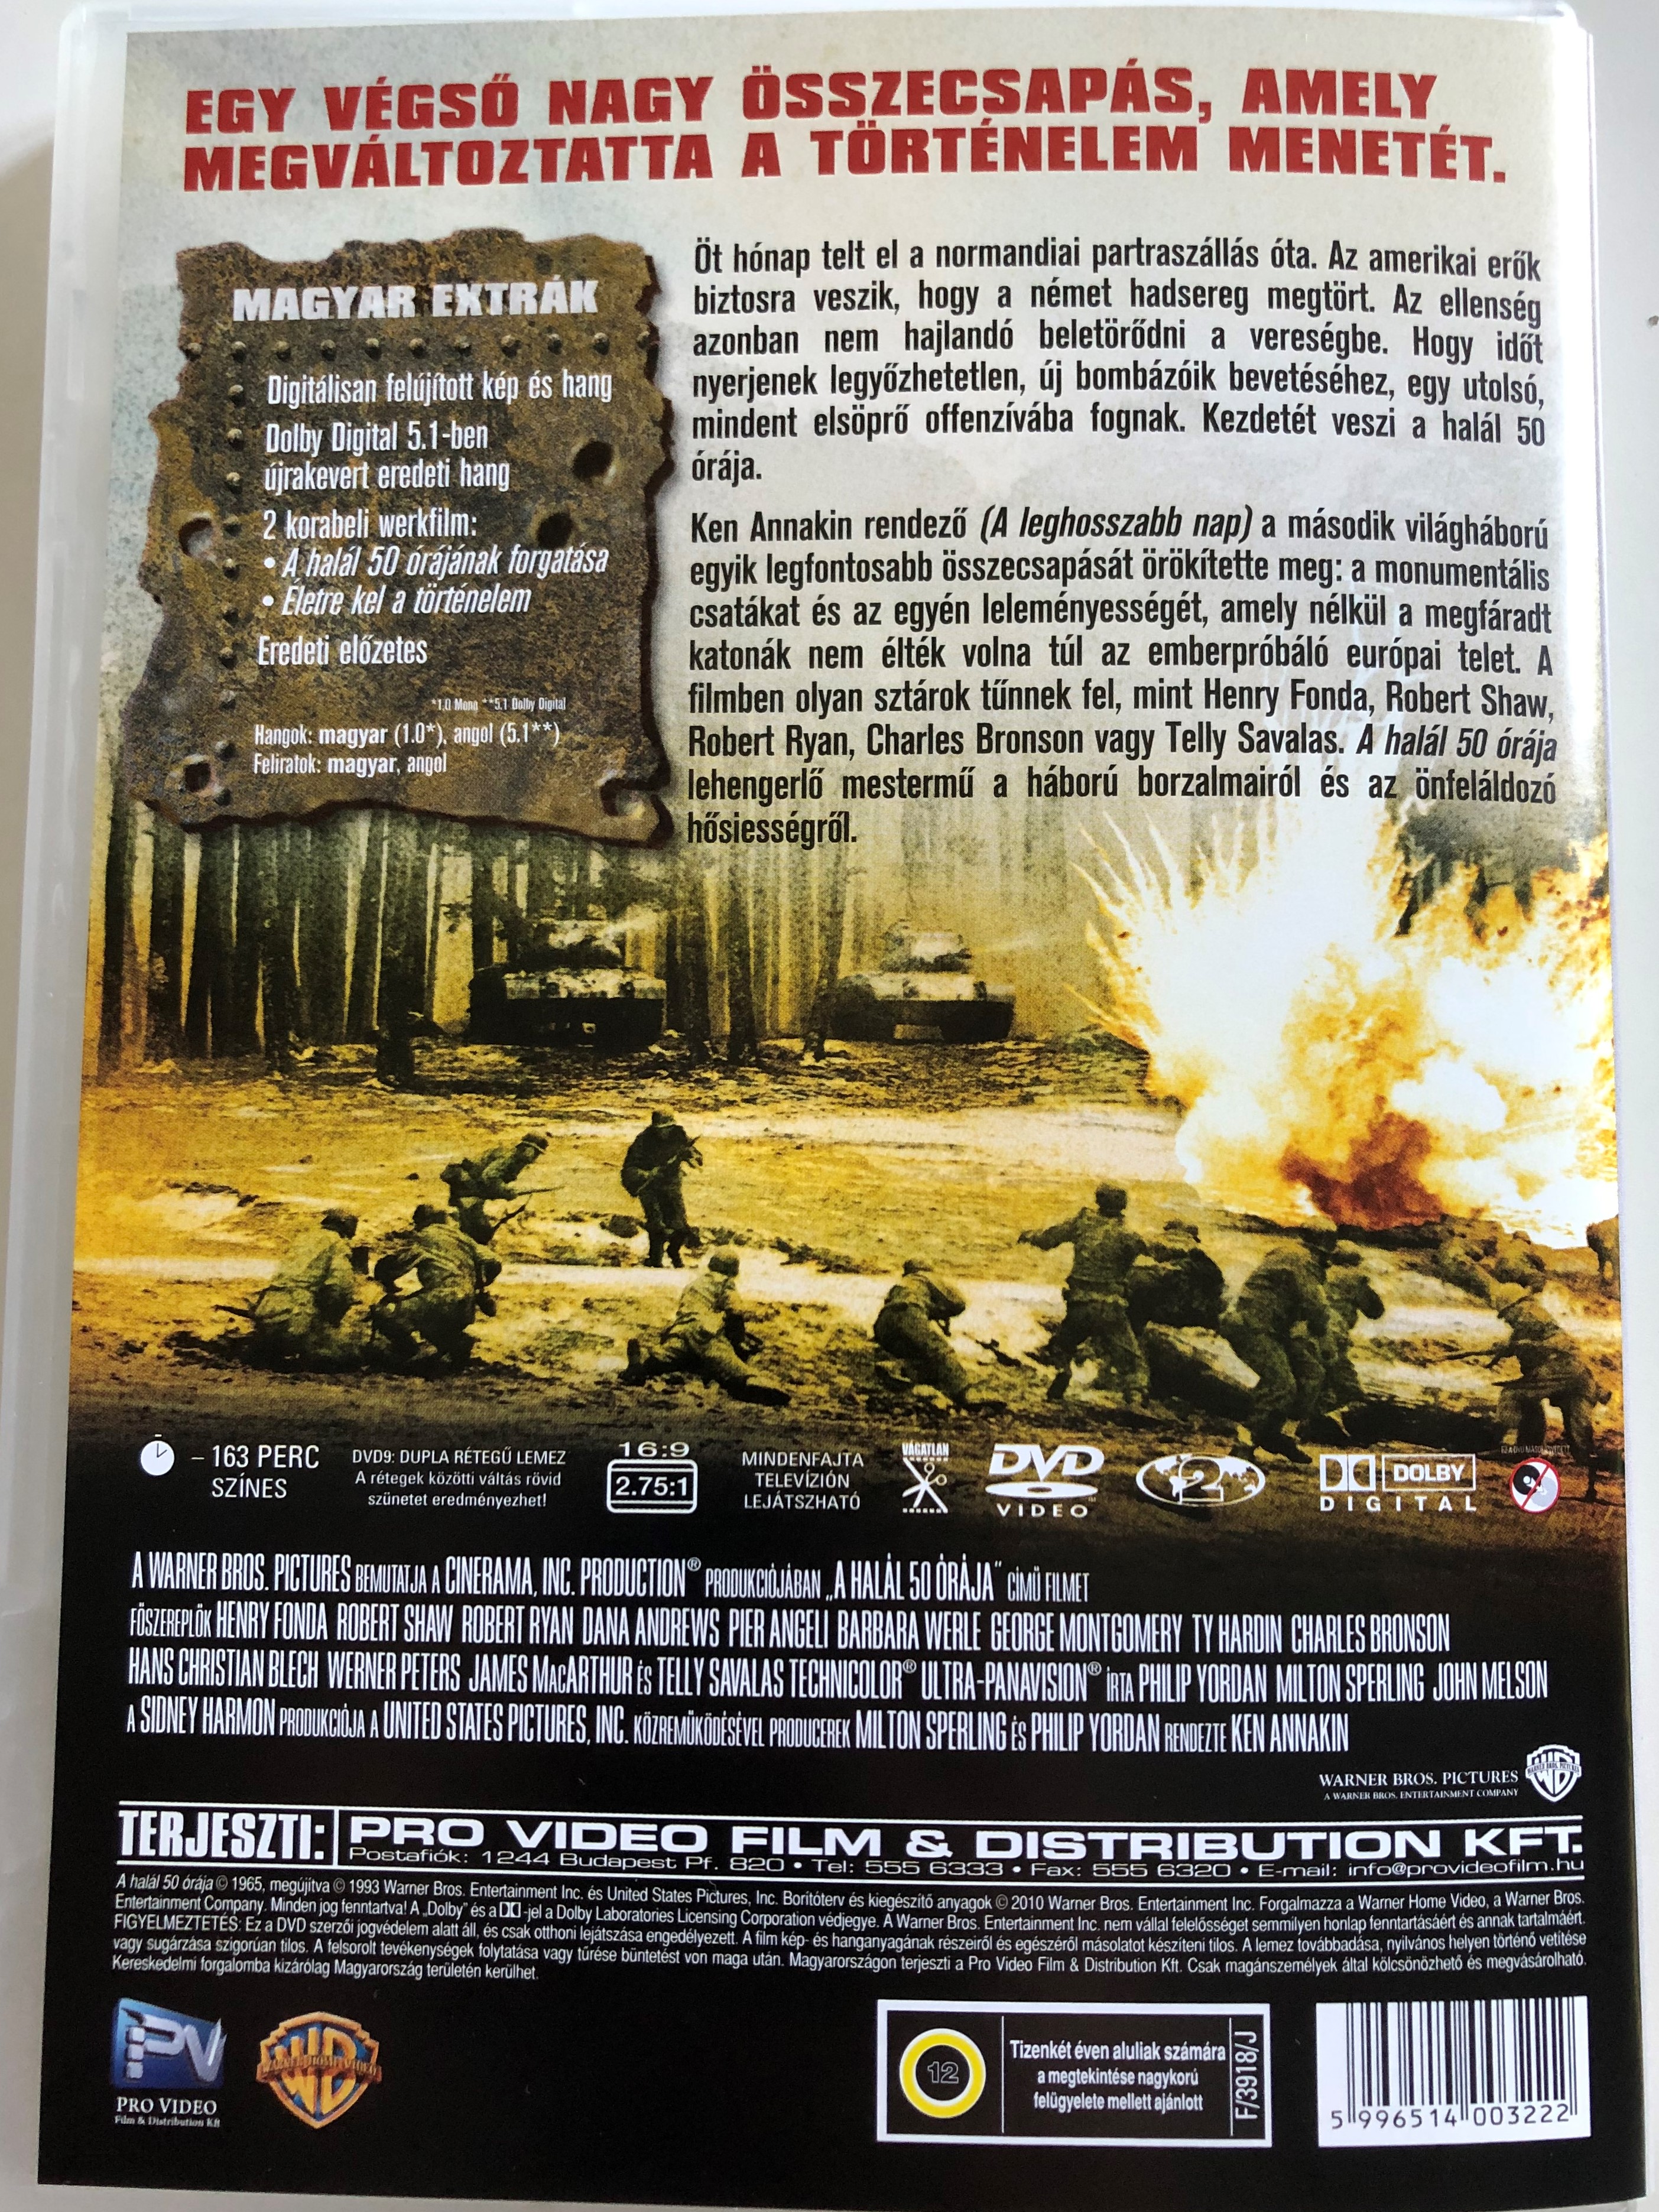 EGY VÉGSŐ NAGY ÖSSZECSAPÁS, AMELY
MEGVÁLTOZTATTA A TÖRTÉNELEM MENETÉT.
MAGYAR EXTRÁK
Digitálisan felújított kép és hang
Dolby Digital 5.1-ben
újrakevert eredeti hang
2 korabeli werkfilm:
• A halál 50 órájának forgatása
• Életre kel a történelem
Eredeti előzetes
*1.0 Mono **5.1 Dolby Digital
Hangok: magyar (1.0*), angol (5.1**)
Feliratok: magyar, angol
Öt hónap telt el a normandiai partraszállás óta. Az amerikai erők
biztosra veszik, hogy a német hadsereg megtört. Az ellenség
azonban nem hajlandó beletörődni a vereségbe. Hogy időt
nyerjenek legyőzhetetlen, új bombázóik bevetéséhez, egy utolsó,
mindent elsöprő offenzívába fognak. Kezdetét veszi a halál 50
órája.
Ken Annakin rendező (A leghosszabb nap) a második világháború
egyik legfontosabb összecsapását örökítette meg: a monumentális
csatákat és az egyén leleményességét, amely nélkül a megfáradt
katonák nem élték volna túl az emberpróbáló európai telet. A
filmben olyan sztárok tűnnek fel, mint Henry Fonda, Robert Shaw,
Robert Ryan, Charles Bronson vagy Telly Savalas. A halál 50 órája
lehengerlő mestermű a háború borzalmairól és az önfeláldozó
hősiességről.
– 163 PERC
SZÍNES
DVD9: DUPLA RÉTEGŰ LEMEZ
A rétegek közötti váltás rövid
szünetet eredményezhet!
16:9
2.75:1
MINDENFAJTA
TELEVÍZIÓN
LEJÁTSZHATÓ
VÁGATLAN
DVD
VIDEO
2
DOLBY
DIGITAL
A WARNER BROS. PICTURES BEMUTATJA A CINERAMA, INC. PRODUCTION® PRODUKCIÓJÁBAN „A HALÁL 50 ÓRÁJA" CÍMŰ FILMET
FŐSZEREPLŐK HENRY FONDA ROBERT SHAW ROBERT RYAN DANA ANDREWS PIER ANGELI BARBARA WERLE GEORGE MONTGOMERY TY HARDIN CHARLES BRONSON
HANS CHRISTIAN BLECH WERNER PETERS JAMES MacARTHUR ÉS TELLY SAVALAS TECHNICOLOR® ULTRA-PANAVISION® ÍRTA PHILIP YORDAN MILTON SPERLING JOHN MELSON
A SIDNEY HARMON PRODUKCIÓJA A UNITED STATES PICTURES, INC. KÖZREMŰKÖDÉSÉVEL PRODUCEREK MILTON SPERLING ÉS PHILIP YORDAN RENDEZTE KEN ANNAKIN
WARNER BROS. PICTURES
A WARNER BROS. ENTERTAINMENT COMPANY
TERJESZTI: PRO VIDEO FILM & DISTRIBUTION KFT.
Postafiók: 1244 Budapest Pf. 820 • Tel: 555 6333 • Fax: 555 6320 • E-mail: info@provideofilm.hu
A halál 50 órája © 1965, megújítva © 1993 Warner Bros. Entertainment Inc. és United States Pictures, Inc. Borítóterv és kiegészítő anyagok © 2010 Warner Bros. Entertainment Inc. Forgalmazza a Warner Home Video, a Warner Bros.
Entertainment Company. Minden jog fenntartva! A „Dolby" és a -jel a Dolby Laboratories Licensing Corporation védjegye. A Warner Bros. Entertainment Inc. nem vállal felelősséget semmilyen honlap fenntartásáért és annak tartalmáért.
FIGYELMEZTETÉS: Ez a DVD szerzői jogvédelem alatt áll, és csak otthoni lejátszása engedélyezett. A film kép- és hanganyagának részeiről és egészéről másolatot készíteni tilos. A lemez továbbadása, nyilvános helyen történő vetítése
vagy sugárzása szigorúan tilos. A felsorolt tevékenységek folytatása vagy tűrése büntetést von maga után. Magyarországon terjeszti a Pro Video Film & Distribution Kft. Csak magánszemélyek által kölcsönözhető és megvásárolható.
Kereskedelmi forgalomba kizárólag Magyarország területén kerülhet.
PV
PRO VIDEO
Film & Distribution Kft
WARNER HOME VIDEO
12
Tizenkét éven aluliak számára
a megtekintése nagykorú
felügyelete mellett ajánlott
F/3918/J
5 996514 003222